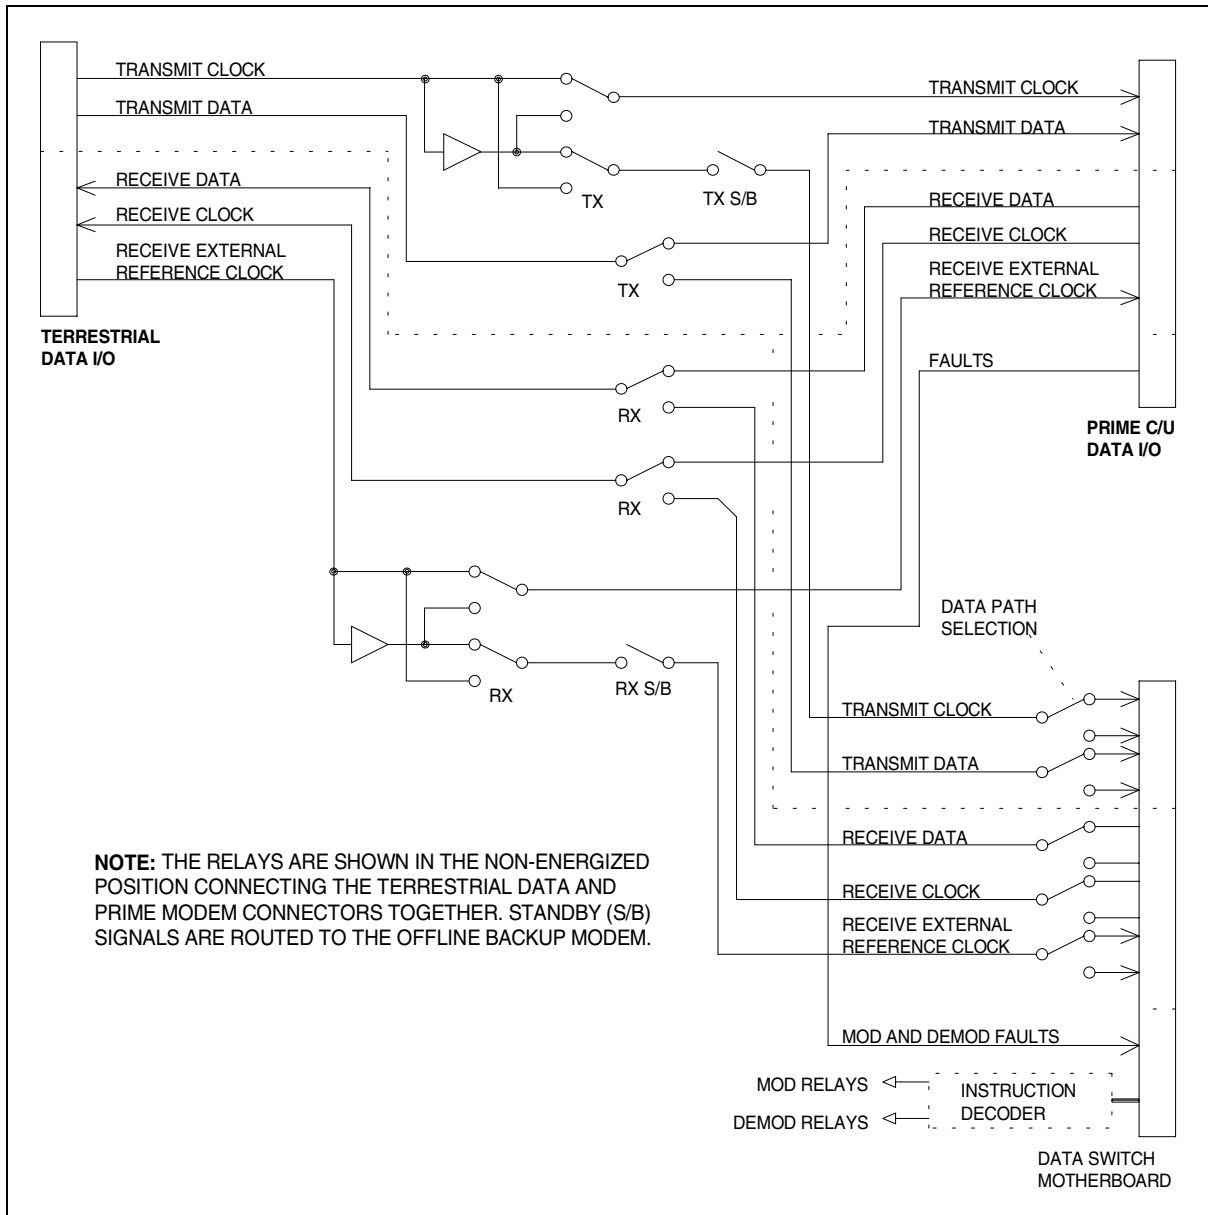 TRANSMIT CLOCK
TRANSMIT DATA
RECEIVE DATA
RECEIVE CLOCK
RECEIVE EXTERNAL
REFERENCE CLOCK
TERRESTRIAL
DATA I/O
TX
TX S/B
TX
RX
RX
RX
RX S/B
TRANSMIT CLOCK
TRANSMIT DATA
RECEIVE DATA
RECEIVE CLOCK
RECEIVE EXTERNAL
REFERENCE CLOCK
FAULTS
PRIME C/U
DATA I/O
DATA PATH
SELECTION
TRANSMIT CLOCK
TRANSMIT DATA
RECEIVE DATA
RECEIVE CLOCK
RECEIVE EXTERNAL
REFERENCE CLOCK
MOD AND DEMOD FAULTS
NOTE: THE RELAYS ARE SHOWN IN THE NON-ENERGIZED
POSITION CONNECTING THE TERRESTRIAL DATA AND
PRIME MODEM CONNECTORS TOGETHER. STANDBY (S/B)
SIGNALS ARE ROUTED TO THE OFFLINE BACKUP MODEM.
MOD RELAYS
DEMOD RELAYS
INSTRUCTION
DECODER
DATA SWITCH
MOTHERBOARD